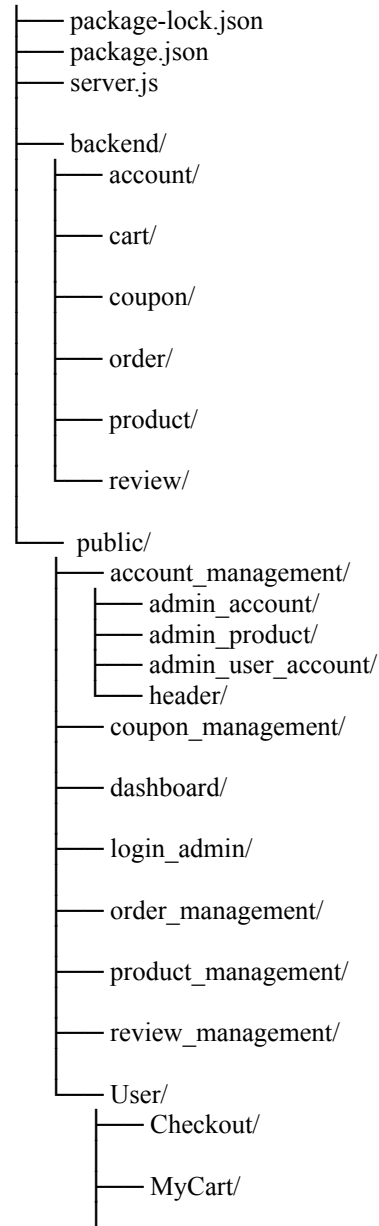 package-lock.json
package.json
server.js
backend/
account/
cart/
coupon/
order/
product/
review/
public/
account_management/
admin_account/
admin_product/
admin_user_account/
header/
coupon_management/
dashboard/
login_admin/
order_management/
product_management/
review_management/
User/
Checkout/
MyCart/